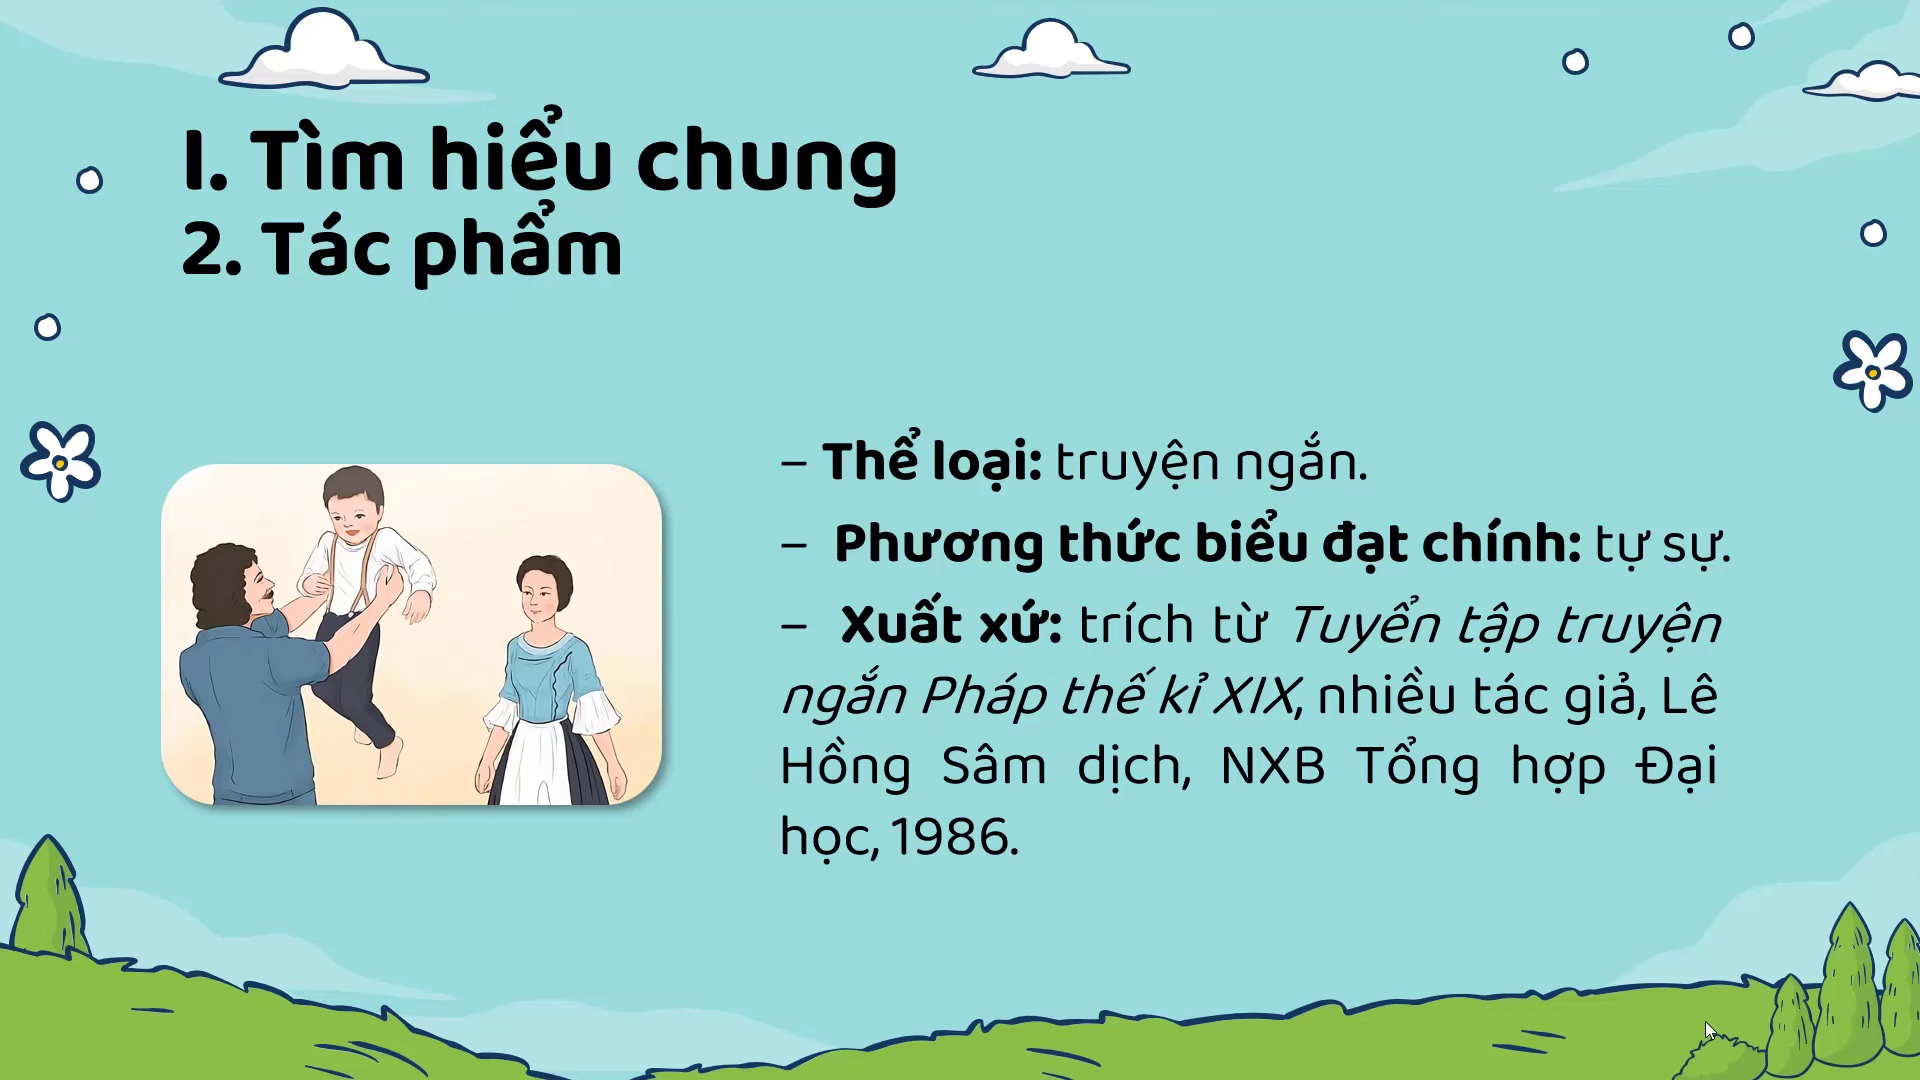 I. Tìm hiểu chung
2. Tác phẩm
– Thể loại: truyện ngắn.
– Phương thức biểu đạt chính: tự sự.
– Xuất xứ: trích từ Tuyển tập truyện
ngắn Pháp thế kỉ XIX, nhiều tác giả, Lê
Hồng Sâm dịch, NXB Tổng hợp Đại
học, 1986.